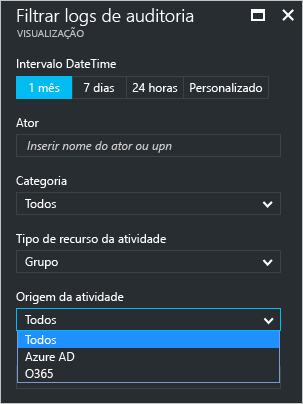 Filtrar logs de auditoria
VISUALIZAÇÃO
Intervalo DateTime
1 mês 7 dias 24 horas Personalizado
Ator
Inserir nome do ator ou upn
Categoria
Todos
Tipo de recurso da atividade
Grupo
Origem da atividade
Todos
Todos
Azure AD
O365